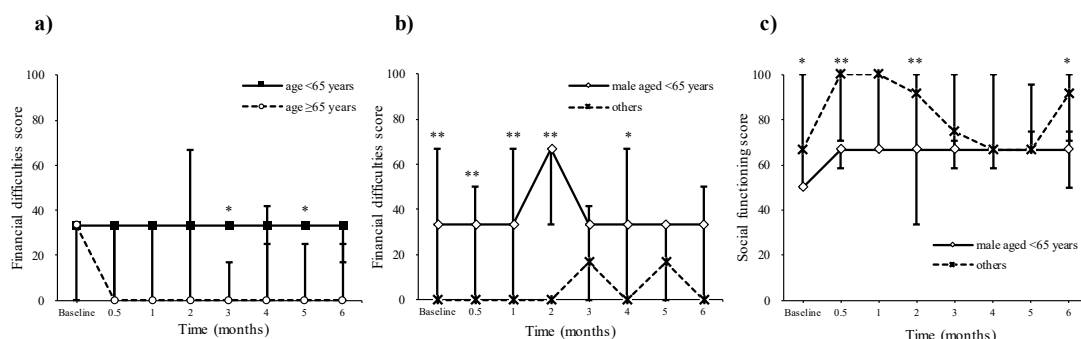 a)
Financial difficulties score
100
80
60
40
20
0
age <65 years
age ≥65 years
*
*
Baseline 0.5 1 2 3 4 5 6
Time (months)
b)
Financial difficulties score
100
80
60
40
20
0
male aged <65 years
others
** ** ** ** *
Baseline 0.5 1 2 3 4 5 6
Time (months)
c)
Social functioning score
100
80
60
40
20
0
* ** ** *
male aged <65 years
others
Baseline 0.5 1 2 3 4 5 6
Time (months)